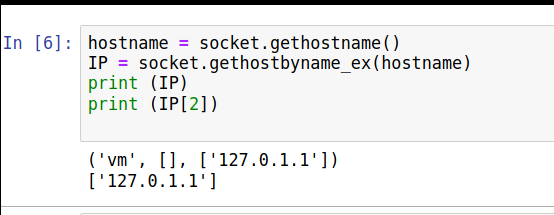 In [6]: hostname = socket.gethostname()
IP = socket.gethostbyname_ex(hostname)
print (IP)
print (IP[2])
('vm', [], ['127.0.1.1'])
['127.0.1.1']